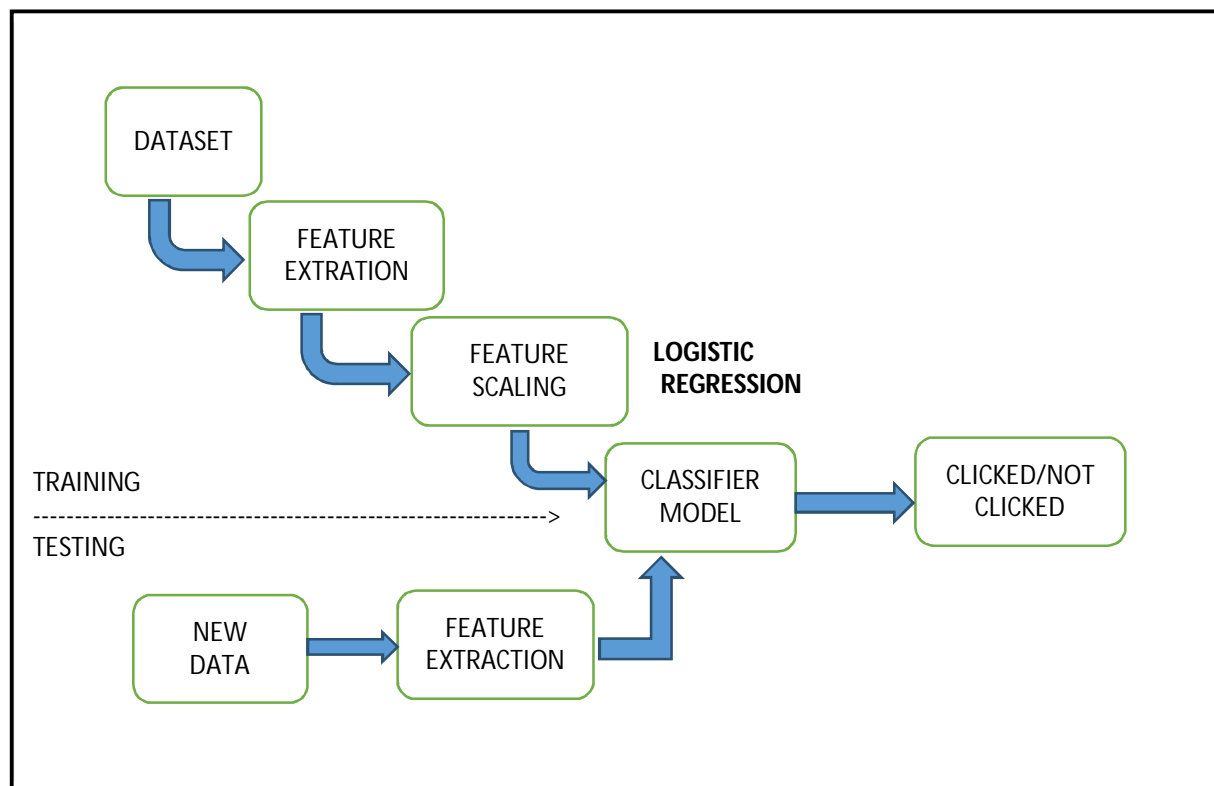 DATASET
FEATURE
EXTRATION
FEATURE
SCALING
LOGISTIC
REGRESSION
CLASSIFIER
MODEL
CLICKED/NOT
CLICKED
TRAINING
-------------------------------------------------------------->
TESTING
NEW
DATA
FEATURE
EXTRACTION